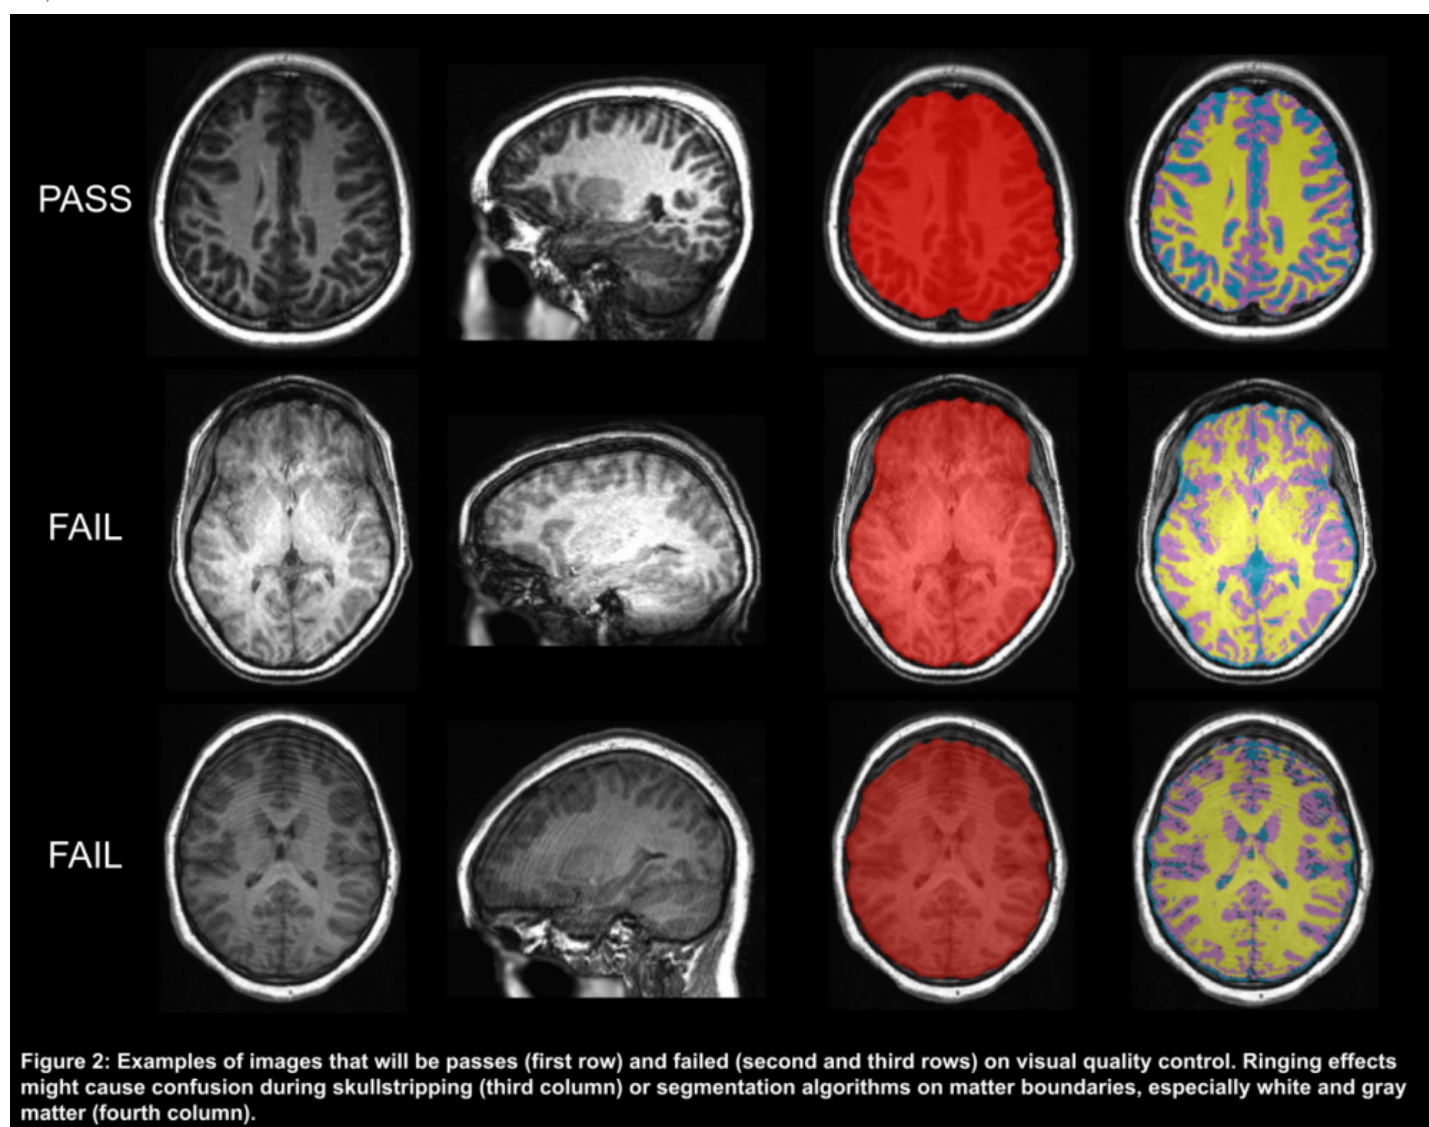 PASS
FAIL
FAIL
Figure 2: Examples of images that will be passes (first row) and failed (second and third rows) on visual quality control. Ringing effects
might cause confusion during skullstripping (third column) or segmentation algorithms on matter boundaries, especially white and gray
matter (fourth column).